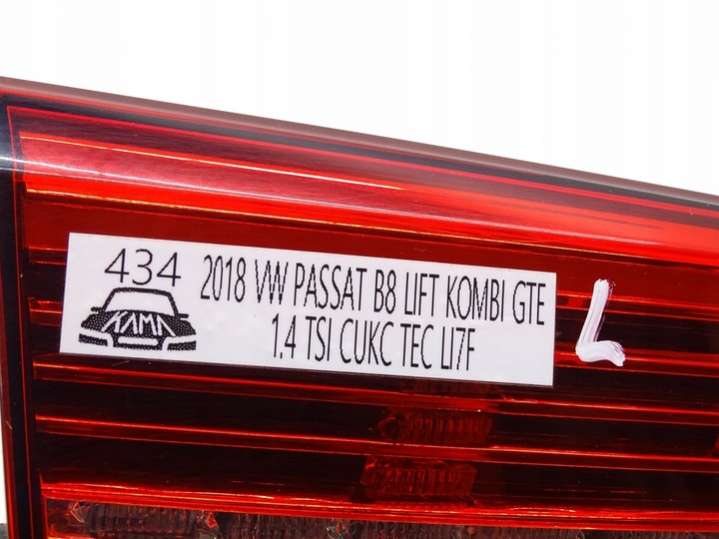 434 2018 VW PASSAT B8 LIFT KOMBI GTE
KAMA 1.4 TSI CUKC TEC LI7F
L